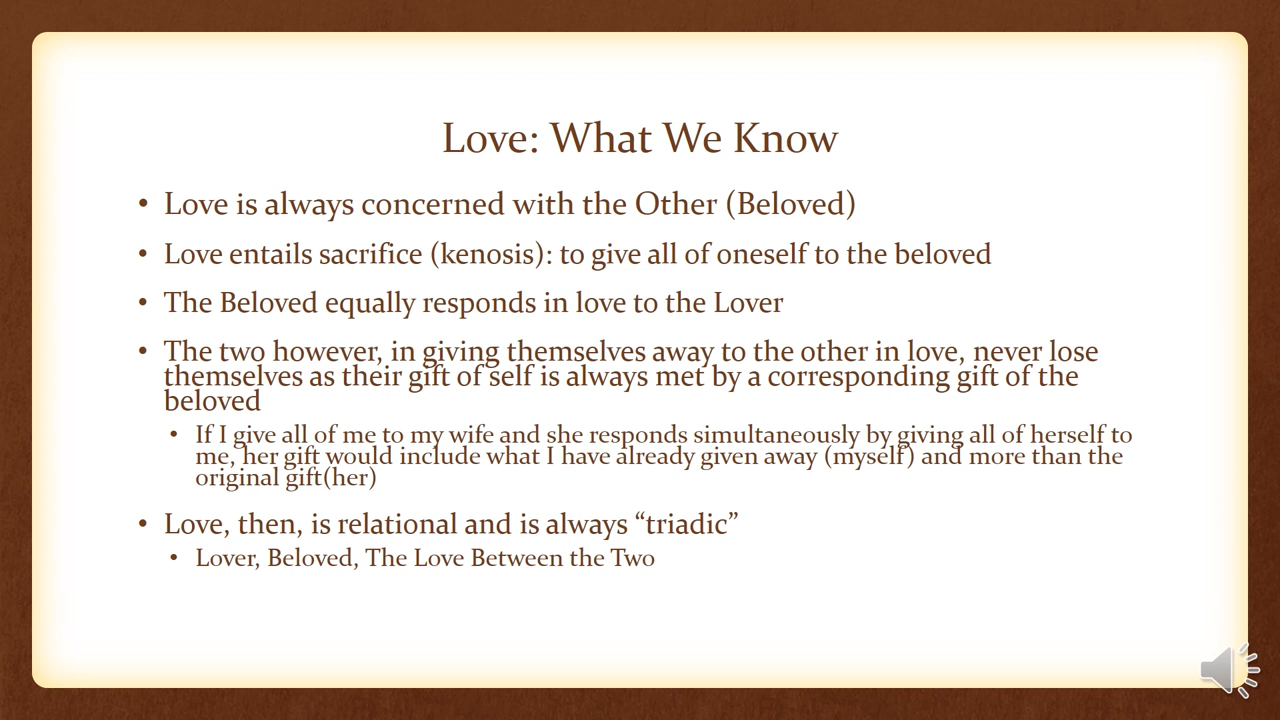 Love: What We Know
• Love is always concerned with the Other (Beloved)
• Love entails sacrifice (kenosis): to give all of oneself to the beloved
• The Beloved equally responds in love to the Lover
• The two however, in giving themselves away to the other in love, never lose
themselves as their gift of self is always met by a corresponding gift of the
beloved
• If I give all of me to my wife and she responds simultaneously by giving all of herself to
me, her gift would include what I have already given away (myself) and more than the
original gift(her)
• Love, then, is relational and is always “triadic”
• Lover, Beloved, The Love Between the Two